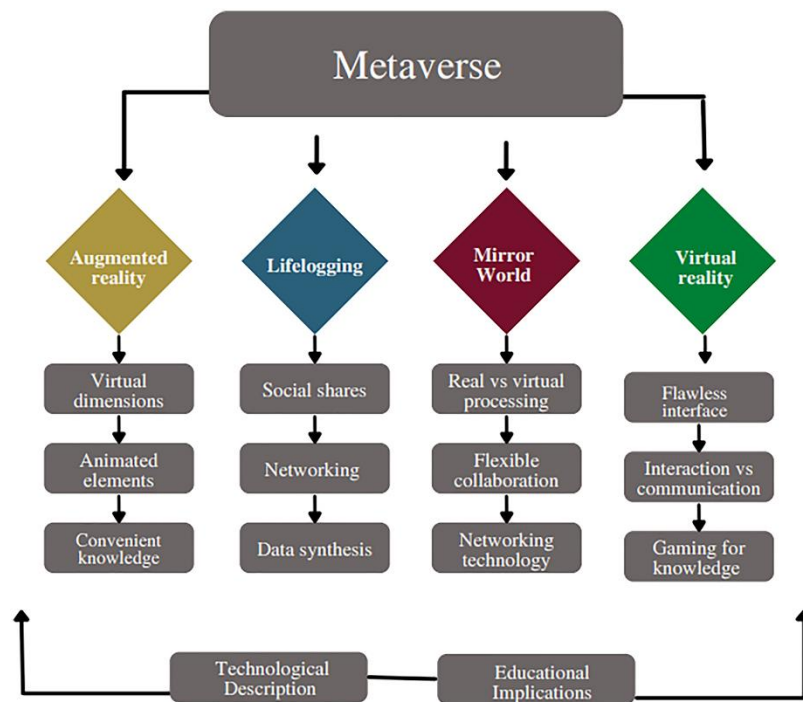 Metaverse
Augmented
reality
Lifelogging
Mirror
World
Virtual
reality
Virtual
dimensions
Social shares
Real vs virtual
processing
Flawless
interface
Animated
elements
Networking
Flexible
collaboration
Interaction vs
communication
Convenient
knowledge
Data synthesis
Networking
technology
Gaming for
knowledge
Technological
Description
Educational
Implications